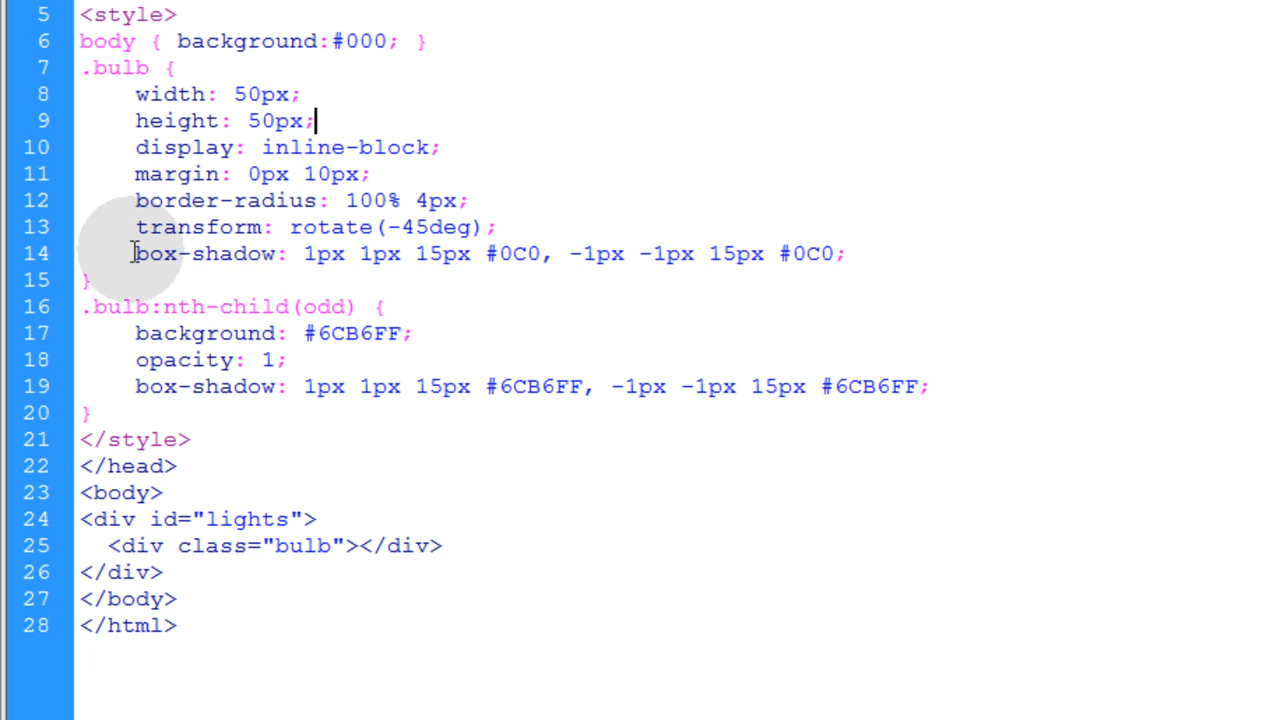 5 <style>
6 body { background:#000; }
7 .bulb {
8 width: 50px;
9 height: 50px;
10 display: inline-block;
11 margin: 0px 10px;
12 border-radius: 100% 4px;
13 transform: rotate(-45deg);
14 box-shadow: 1px 1px 15px #0C0, -1px -1px 15px #0C0;
15 }
16 .bulb:nth-child(odd) {
17 background: #6CB6FF;
18 opacity: 1;
19 box-shadow: 1px 1px 15px #6CB6FF, -1px -1px 15px #6CB6FF;
20 }
21 </style>
22 </head>
23 <body>
24 <div id="lights">
25 <div class="bulb"></div>
26 </div>
27 </body>
28 </html>